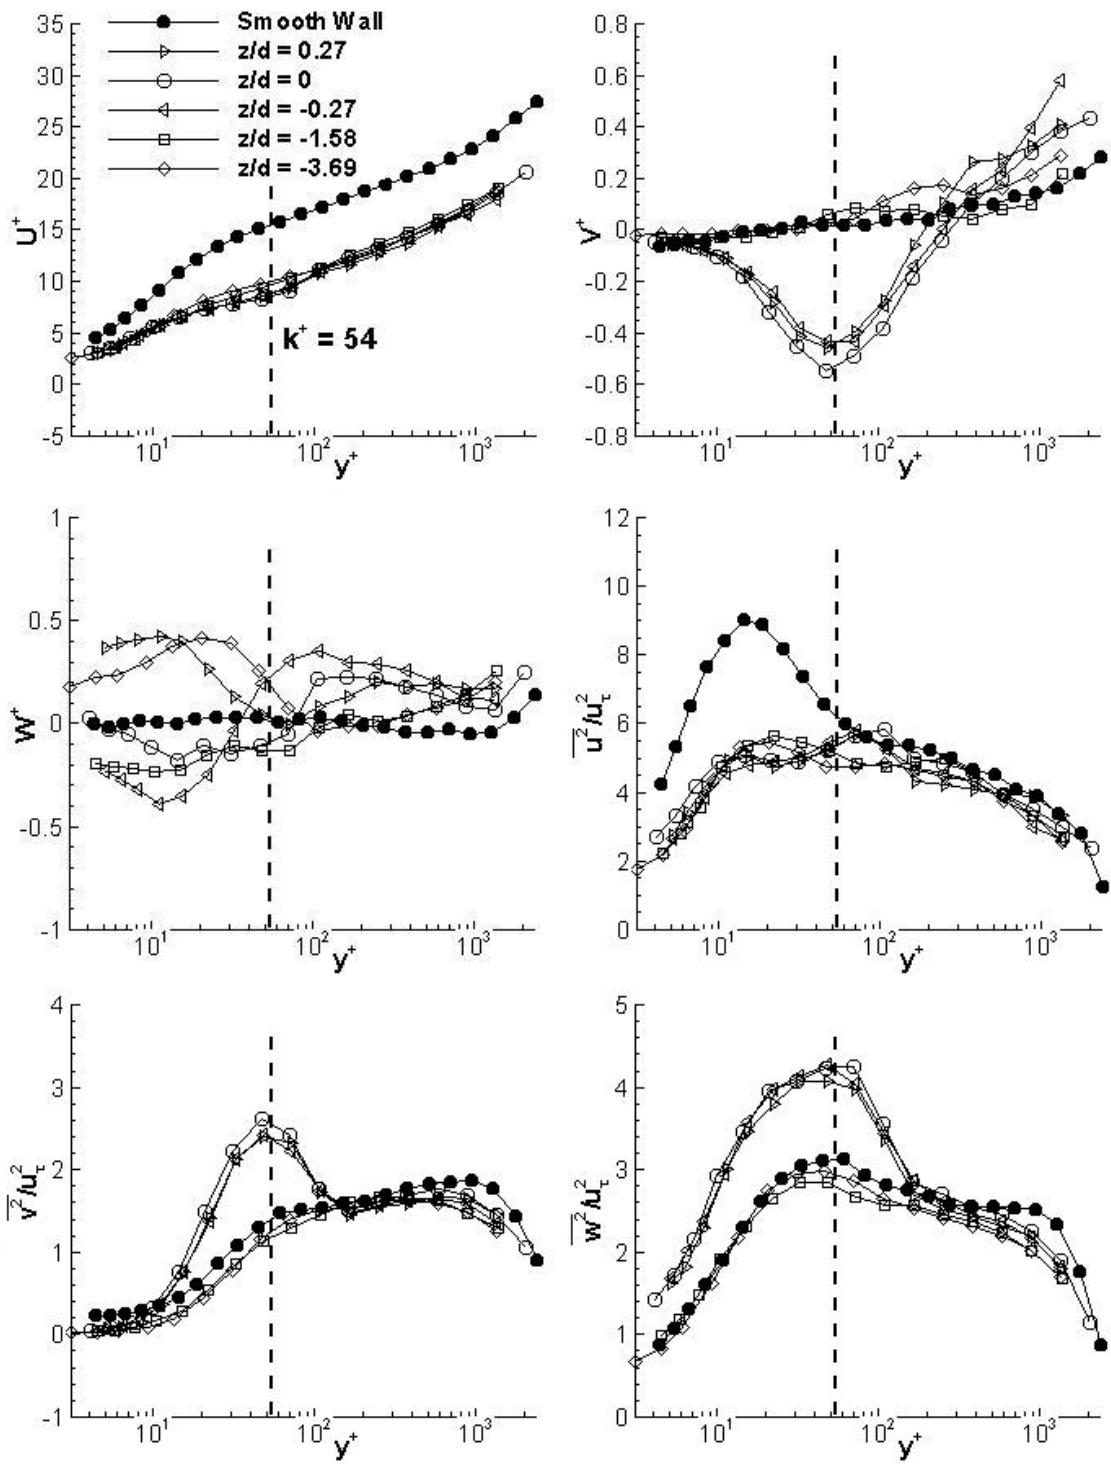 35
30
25
20
15
10
5
0
-5
U⁺
Smooth Wall
z/d = 0.27
z/d = 0
z/d = -0.27
z/d = -1.58
z/d = -3.69
k⁺ = 54
10¹ 10² 10³
y⁺
0.8
0.6
0.4
0.2
0
-0.2
-0.4
-0.6
-0.8
V⁺
10¹ 10² 10³
y⁺
1
0.5
0
-0.5
-1
W⁺
10¹ 10² 10³
y⁺
12
10
8
6
4
2
0
u²/u²τ
10¹ 10² 10³
y⁺
4
3
2
1
0
-1
v²/u²τ
10¹ 10² 10³
y⁺
5
4
3
2
1
0
w²/u²τ
10¹ 10² 10³
y⁺